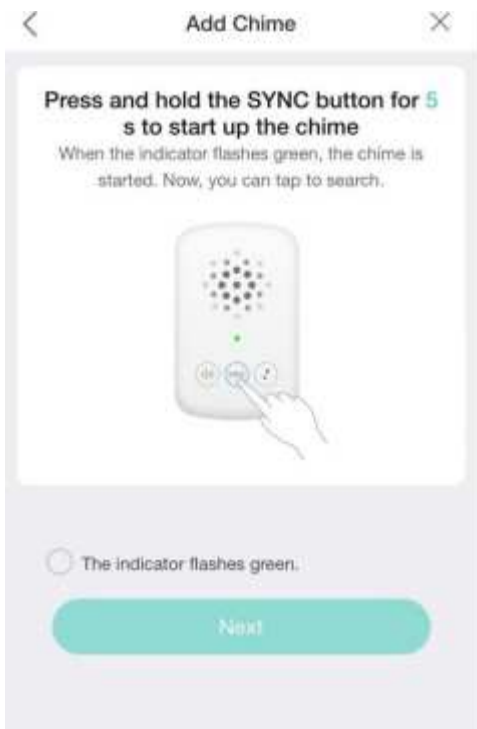 Add Chime
Press and hold the SYNC button for 5
s to start up the chime
When the indicator flashes green, the chime is
started. Now, you can tap to search.
The indicator flashes green.
Next